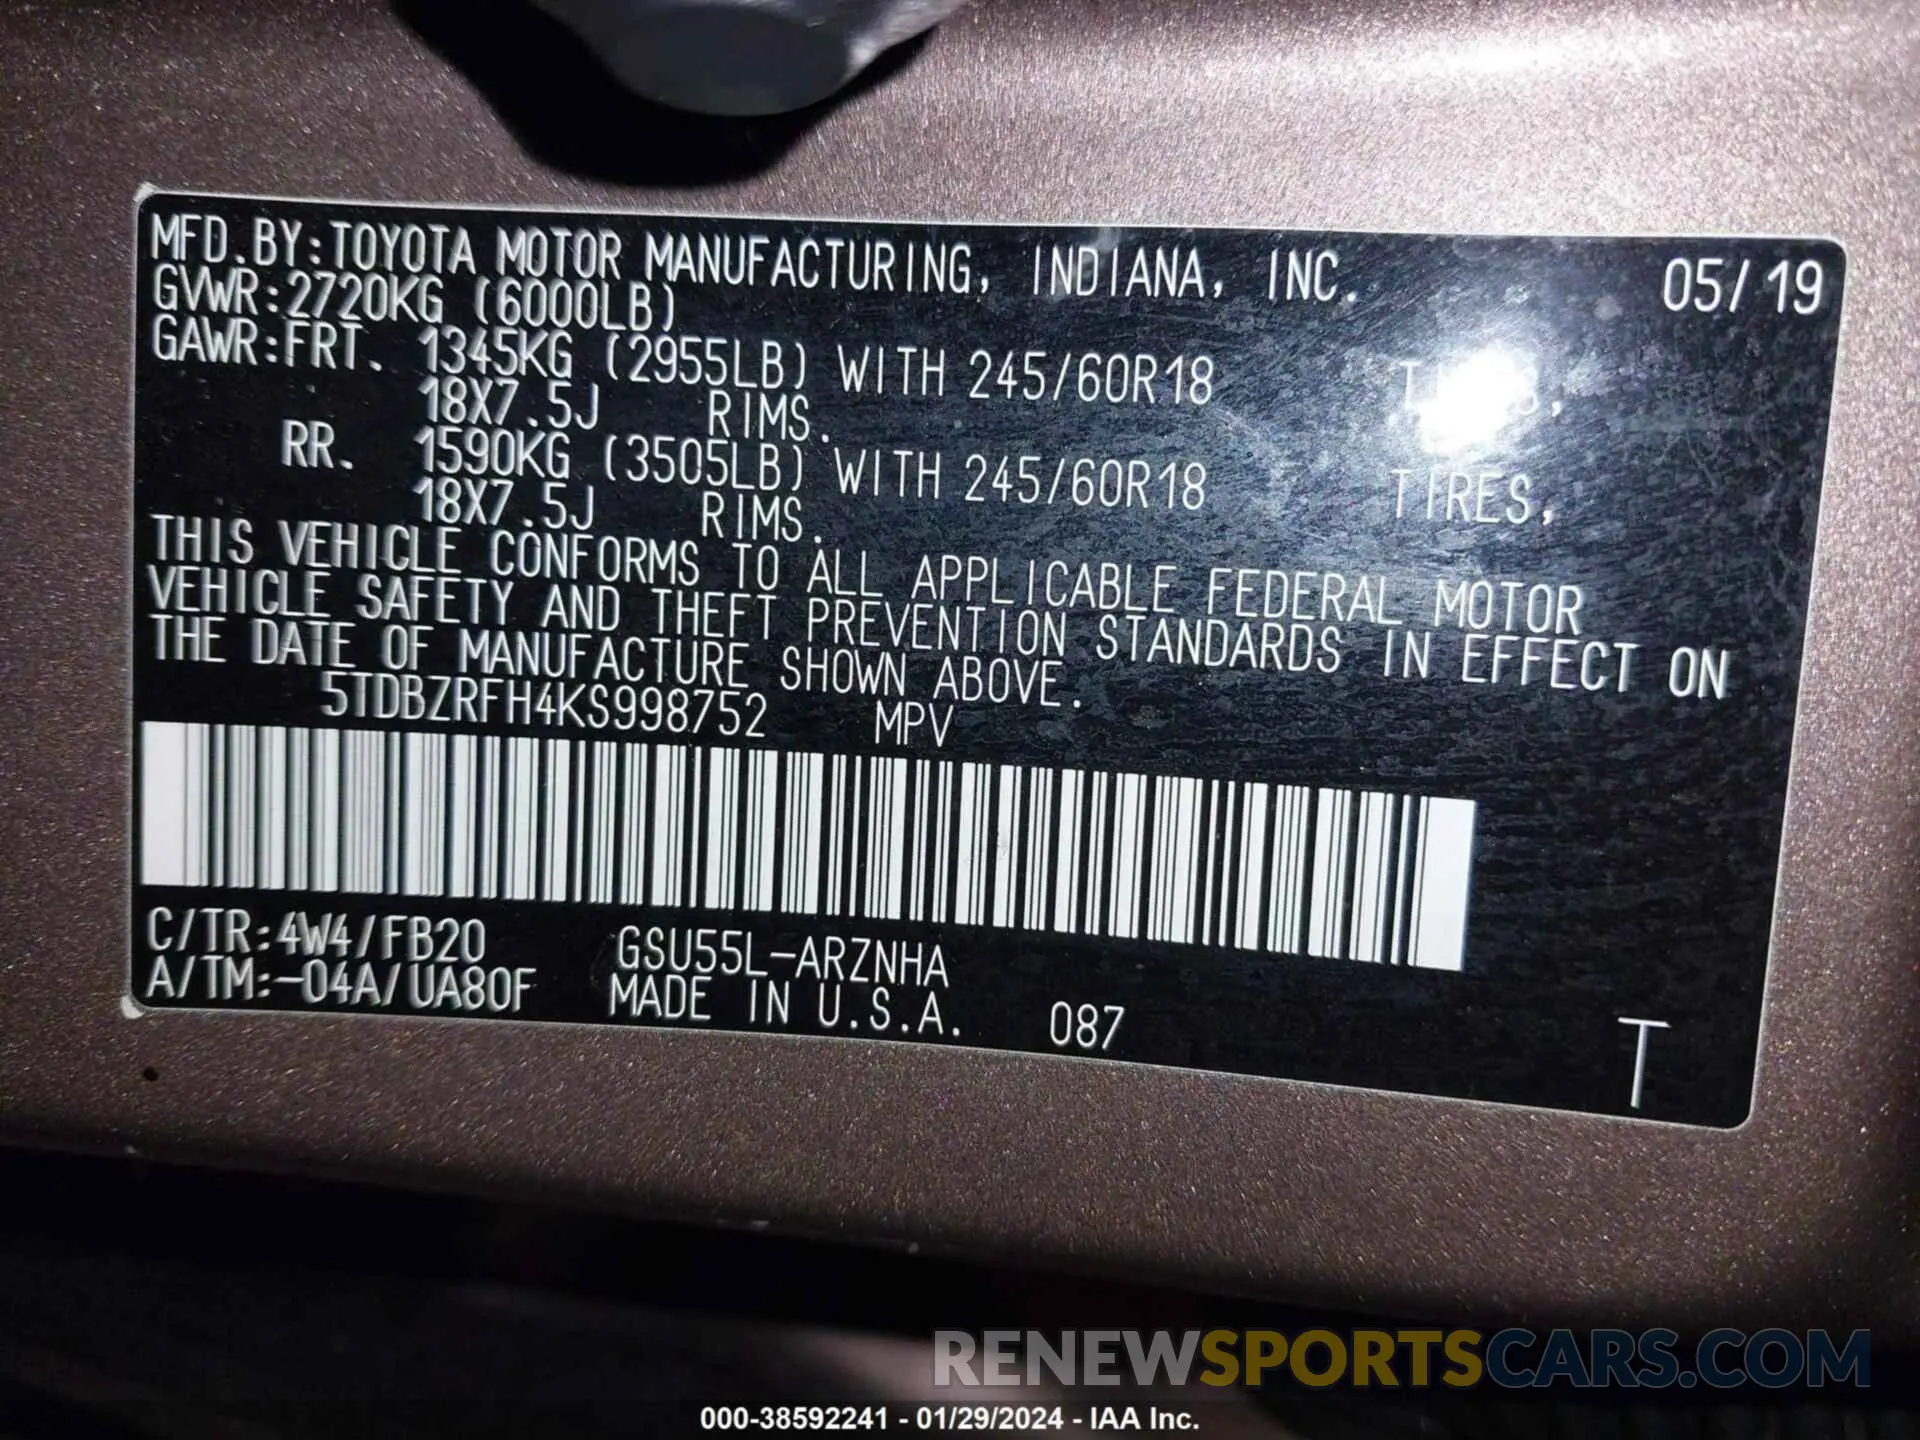 MFD.BY:TOYOTA MOTOR MANUFACTURING, INDIANA, INC. 05/19
GVWR:2720KG (6000LB)
GAWR:FRT. 1345KG (2955LB) WITH 245/60R18 TIRES,
18X7.5J RIMS.
RR. 1590KG (3505LB) WITH 245/60R18 TIRES,
18X7.5J RIMS.
THIS VEHICLE CONFORMS TO ALL APPLICABLE FEDERAL MOTOR
VEHICLE SAFETY AND THEFT PREVENTION STANDARDS IN EFFECT ON
THE DATE OF MANUFACTURE SHOWN ABOVE.
5TDBZRFH4KS998752 MPV
C/TR:4W4/FB20 GSU55L-ARZNHA
A/TM:-04A/UA80F MADE IN U.S.A. 087 T
RENEWSPORTSCARS.COM
000-38592241 - 01/29/2024 - IAA Inc.